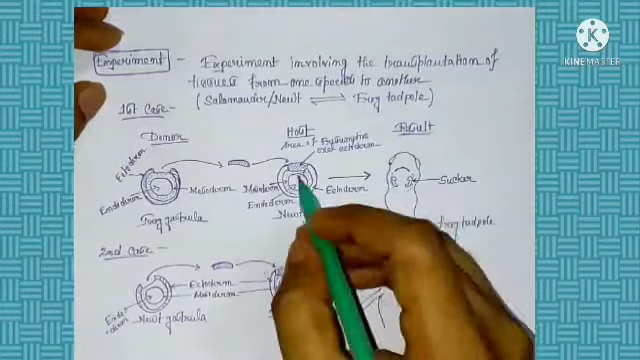 Experiment - Experiment involving the transplantation of
tissues from one species to another
(Salamander/Newt ⇌ Frog tadpole)
1st Case -
Donor
Host
Result
Area of
oral ectoderm
Ectoderm
Mesoderm
Endoderm
Mesoderm
Ectoderm
Endoderm
Newt
Sucker
Frog gastrula
frog tadpole
2nd Case -
Ectoderm
Mesoderm
Endo-
-derm
Newt gastrula
K
KINEMASTER